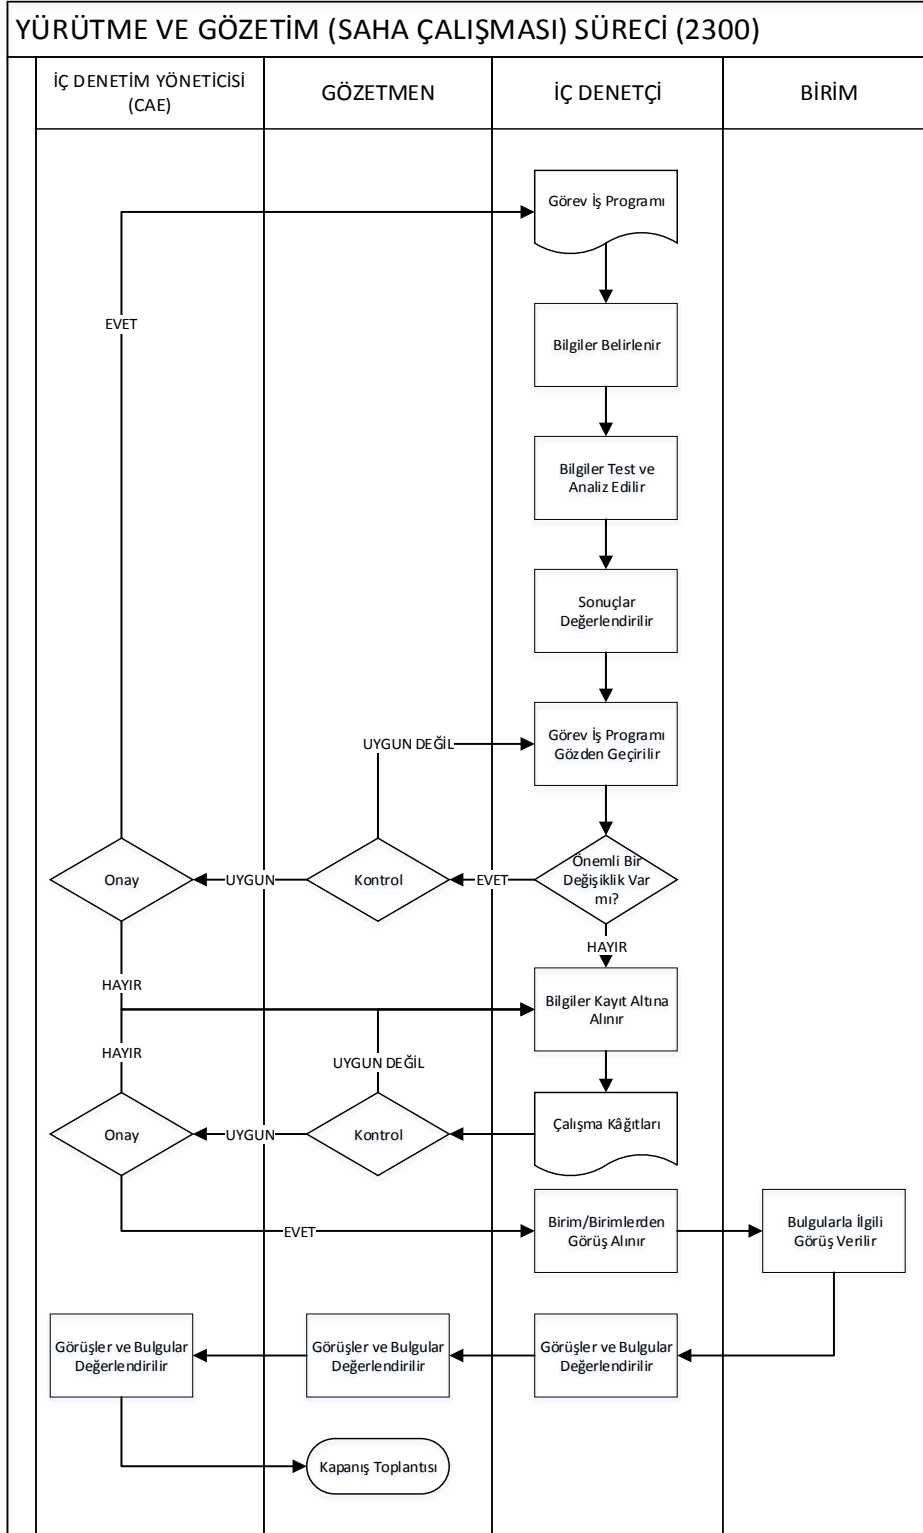 YÜRÜTME VE GÖZETİM (SAHA ÇALIŞMASI) SÜRECİ (2300)
İÇ DENETİM YÖNETİCİSİ
(CAE)
GÖZETMEN
İÇ DENETÇİ
BİRİM
Görev İş Programı
EVET
Bilgiler Belirlenir
Bilgiler Test ve
Analiz Edilir
Sonuçlar
Değerlendirilir
UYGUN DEĞİL
Görev İş Programı
Gözden Geçirilir
Onay
UYGUN
Kontrol
EVET
Önemli Bir
Değişiklik Var
mı?
HAYIR
HAYIR
Bilgiler Kayıt Altına
Alınır
HAYIR
UYGUN DEĞİL
Onay
UYGUN
Kontrol
Çalışma Kâğıtları
EVET
Birim/Birimlerden
Görüş Alınır
Bulgularla İlgili
Görüş Verilir
Görüşler ve Bulgular
Değerlendirilir
Görüşler ve Bulgular
Değerlendirilir
Görüşler ve Bulgular
Değerlendirilir
Kapanış Toplantısı